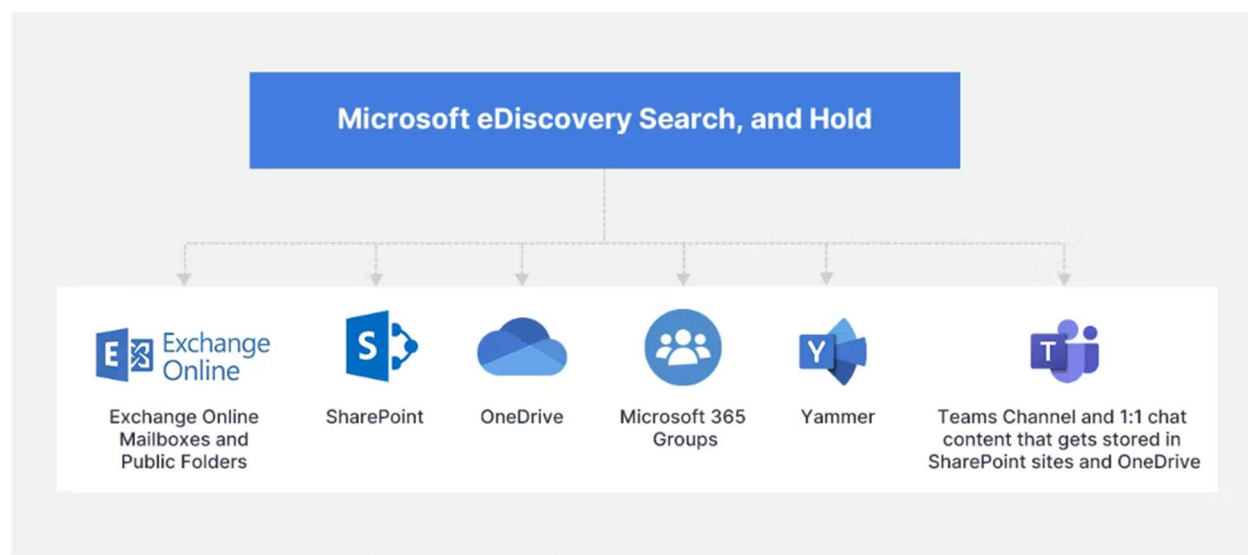 Microsoft eDiscovery Search, and Hold
E
Exchange
Online
S
Y
T
Exchange Online
Mailboxes and
Public Folders
SharePoint
OneDrive
Microsoft 365
Groups
Yammer
Teams Channel and 1:1 chat
content that gets stored in
SharePoint sites and OneDrive